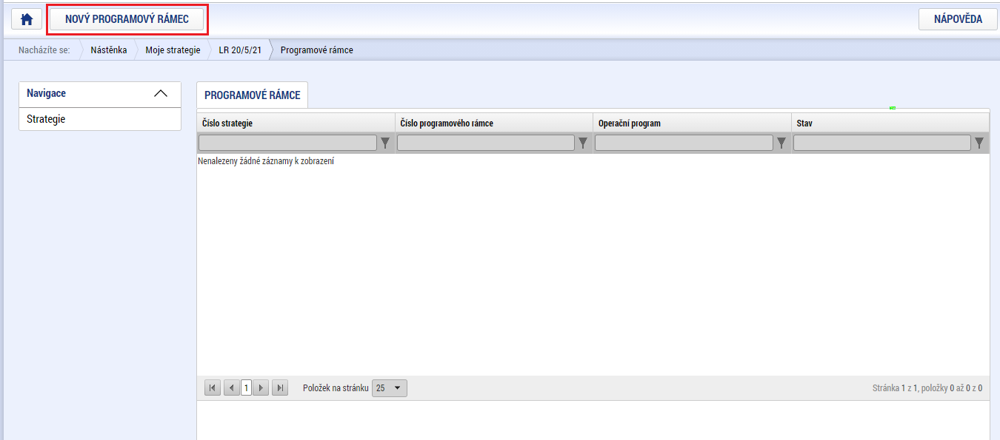 NOVÝ PROGRAMOVÝ RÁMEC NÁPOVĚDA
Nacházíte se: Nástěnka Moje strategie LR 20/5/21 Programové rámce
Navigace
Strategie
PROGRAMOVÉ RÁMCE
Číslo strategie Číslo programového rámce Operační program Stav
Nenalezeny žádné záznamy k zobrazení
1 Položek na stránku 25 Stránka 1 z 1, položky 0 až 0 z 0